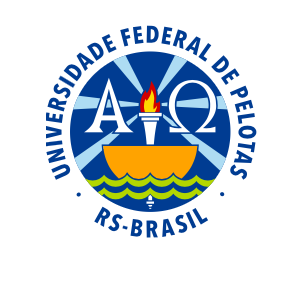 UNIVERSIDADE FEDERAL DE PELOTAS
Α Ω
RS-BRASIL